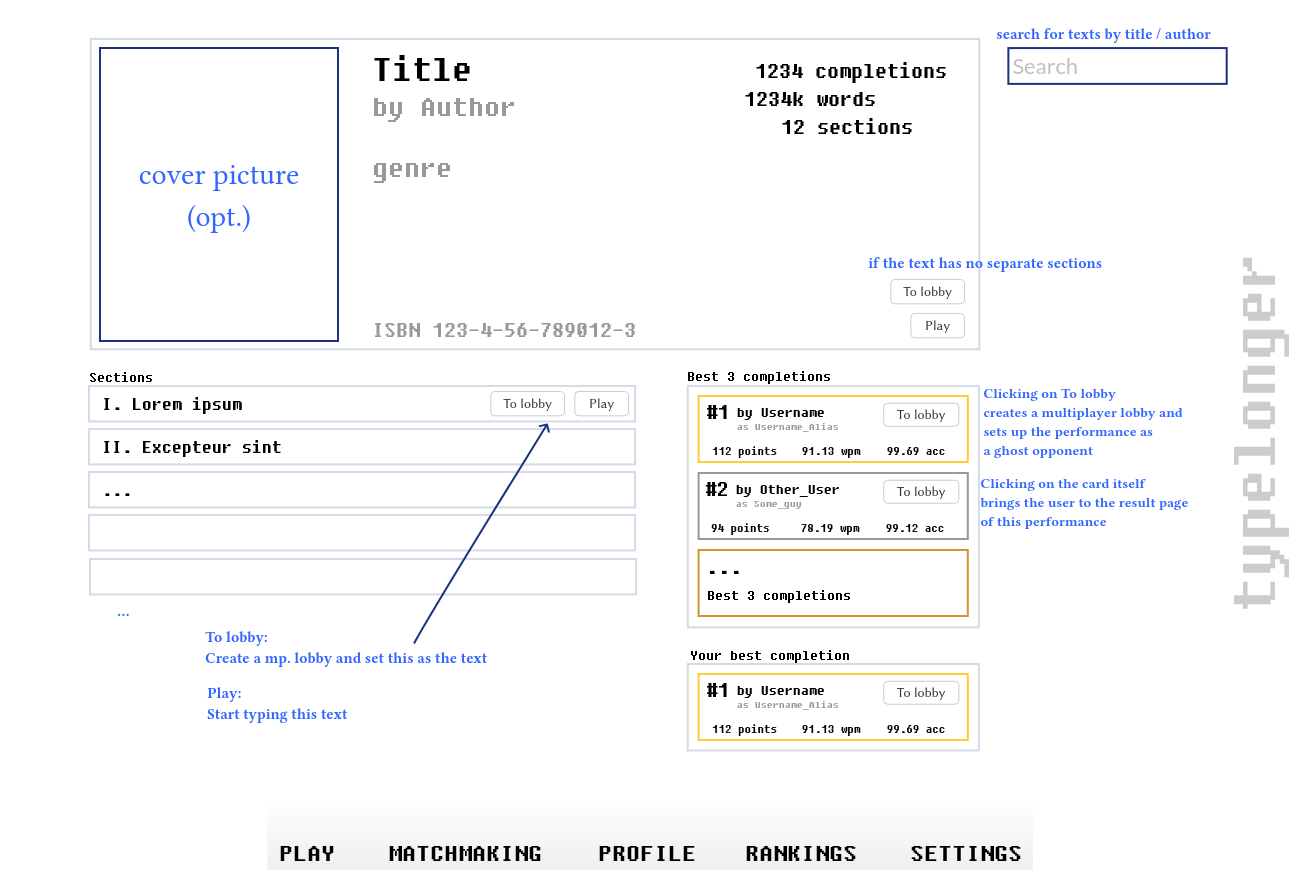 search for texts by title / author
Search
Title
by Author
genre
1234 completions
1234k words
12 sections
cover picture
(opt.)
if the text has no separate sections
To lobby
Play
ISBN 123-4-56-789012-3
Sections
I. Lorem ipsum
To lobby
Play
II. Excepteur sint
...
...
To lobby:
Create a mp. lobby and set this as the text
Play:
Start typing this text
Best 3 completions
#1 by Username
as Username_Alias
To lobby
112 points 91.13 wpm 99.69 acc
#2 by Other_User
as Some_guy
To lobby
94 points 78.19 wpm 99.12 acc
...
Best 3 completions
Clicking on To lobby
creates a multiplayer lobby and
sets up the performance as
a ghost opponent
Clicking on the card itself
brings the user to the result page
of this performance
Your best completion
#1 by Username
as Username_Alias
To lobby
112 points 91.13 wpm 99.69 acc
typelonger
PLAY MATCHMAKING PROFILE RANKINGS SETTINGS